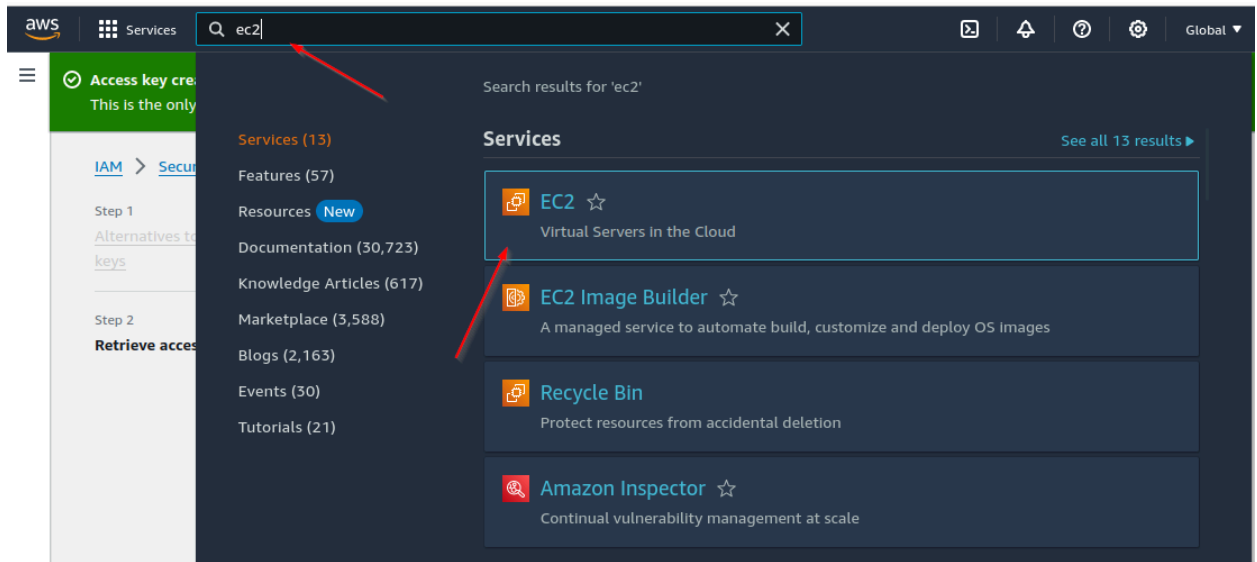 aws
Services
ec2
Global
Access key cre
This is the only
IAM
Secur
Step 1
Alternatives to
keys
Step 2
Retrieve acces
Search results for 'ec2'
Services (13)
Features (57)
Resources New
Documentation (30,723)
Knowledge Articles (617)
Marketplace (3,588)
Blogs (2,163)
Events (30)
Tutorials (21)
Services
See all 13 results
EC2
Virtual Servers in the Cloud
EC2 Image Builder
A managed service to automate build, customize and deploy OS images
Recycle Bin
Protect resources from accidental deletion
Amazon Inspector
Continual vulnerability management at scale